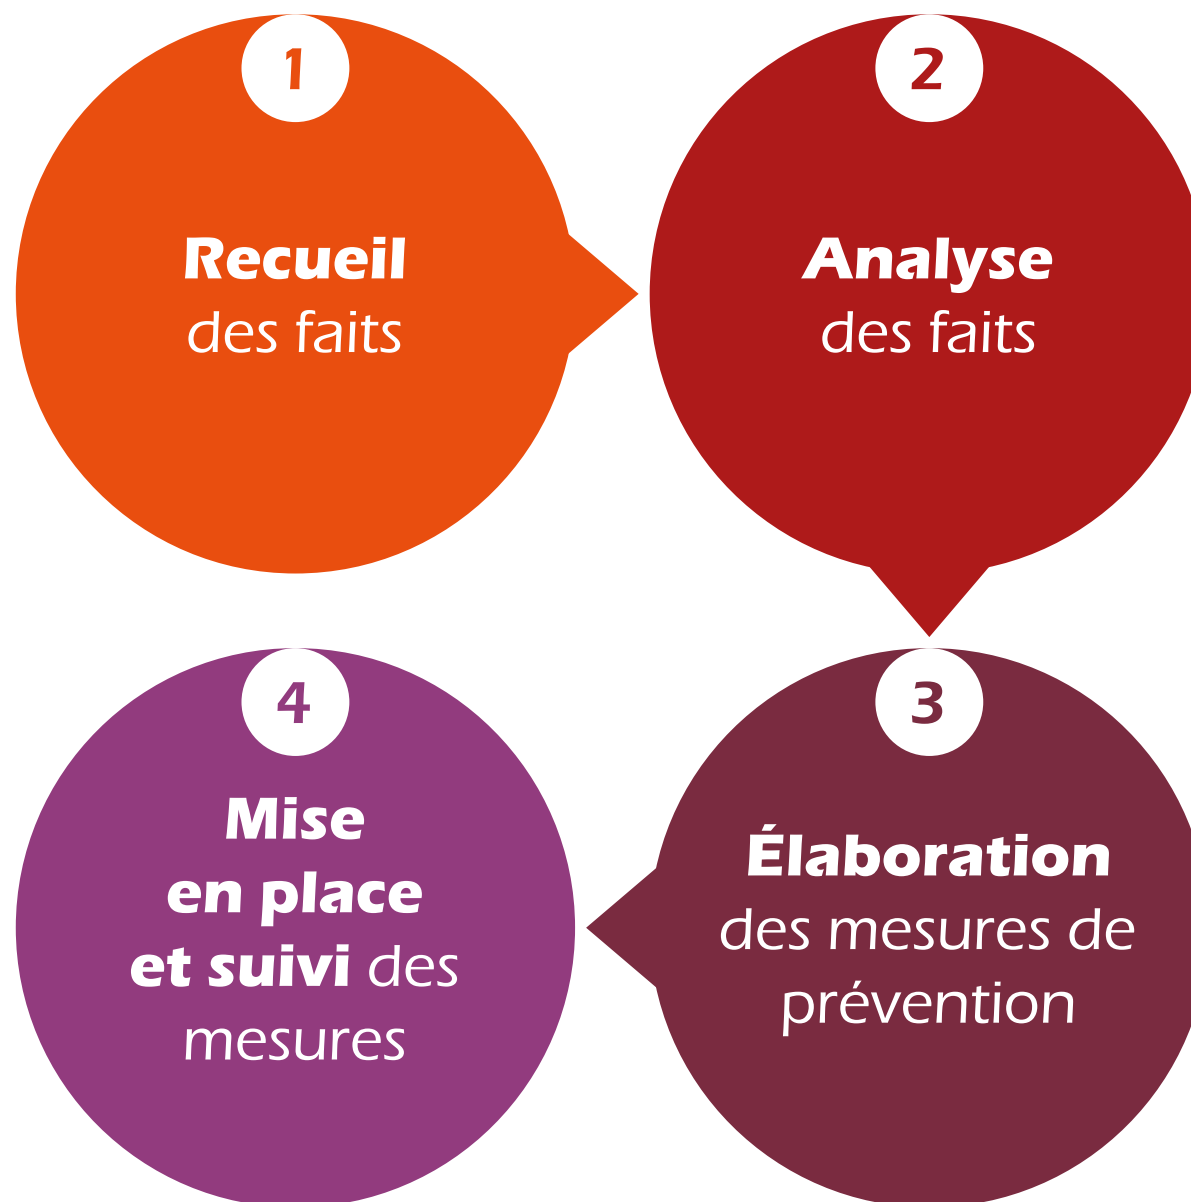 1
Recueil
des faits
2
Analyse
des faits
3
Élaboration
des mesures de
prévention
4
Mise
en place
et suivi des
mesures